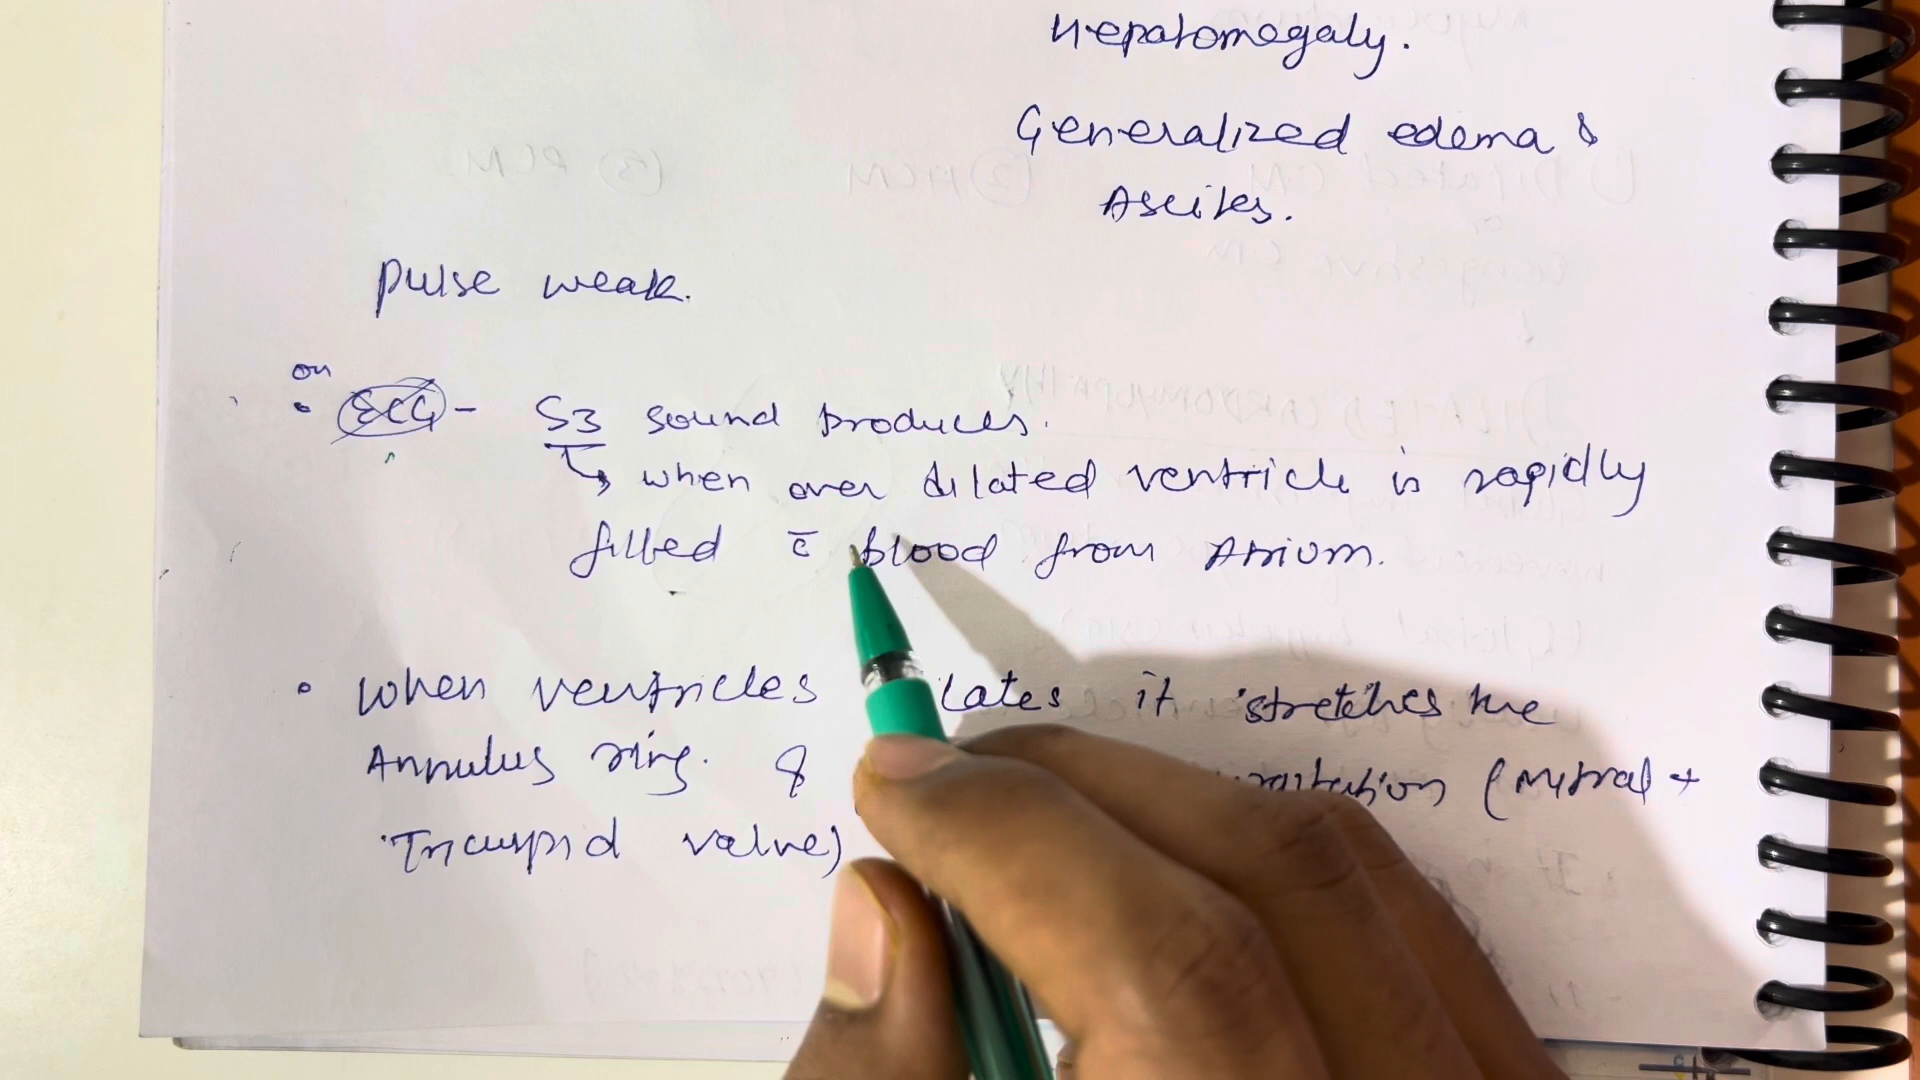 Hepatomegaly.
Generalized edema &
Ascites.
pulse weak.
on
• ECG - S3 sound produces.
↳ when over dilated ventricle is rapidly
filled c̅ blood from Atrium.
• When ventricles lates it stretches the
Annulus ring. & (Mitral +
Tricuspid valve)